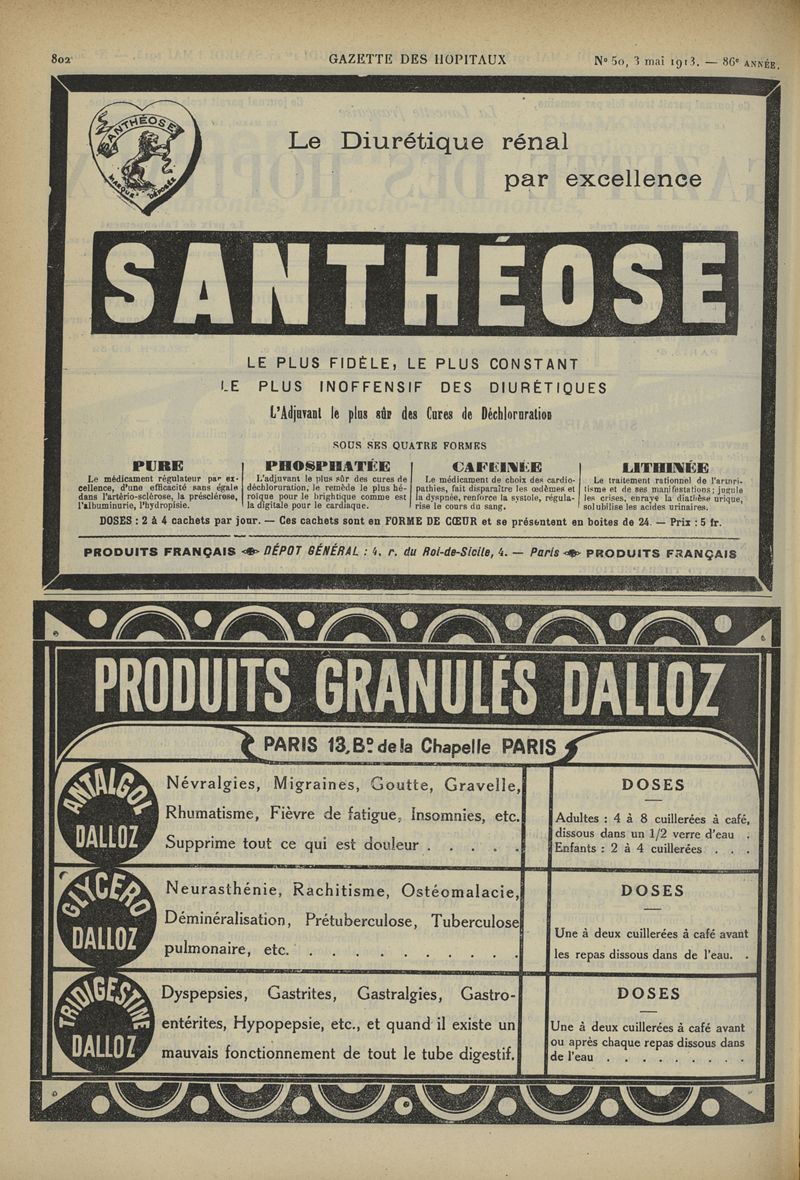 802
GAZETTE DES HOPITAUX
N° 50, 3 mai 1913. — 86e ANNÉE.
SANTHÉOSE
MARQUE DÉPOSÉE
Le Diurétique rénal
par excellence
SANTHÉOSE
LE PLUS FIDÈLE, LE PLUS CONSTANT
LE PLUS INOFFENSIF DES DIURÉTIQUES
L'Adjuvant le plus sûr des Cures de Déchloruration
SOUS SES QUATRE FORMES
PURE
Le médicament régulateur par ex-
cellence, d'une efficacité sans égale
dans l'artério-sclérose, la présclérose,
l'albuminurie, l'hydropisie.
PHOSPHATÉE
L'adjuvant le plus sûr des cures de
déchloruration, le remède le plus hé-
roïque pour le brightique comme est
la digitale pour le cardiaque.
CAFÉINÉE
Le médicament de choix des cardio-
pathies, fait disparaître les œdèmes et
la dyspnée, renforce la systole, régula-
rise le cours du sang.
LITHINÉE
Le traitement rationnel de l'arthri-
tisme et de ses manifestations; jugule
les crises, enraye la diathèse urique,
solubilise les acides urinaires.
DOSES : 2 à 4 cachets par jour. — Ces cachets sont en FORME DE CŒUR et se présentent en boites de 24. — Prix : 5 fr.
PRODUITS FRANÇAIS DÉPOT GÉNÉRAL : 4, r. du Roi-de-Sicile, 4. — Paris PRODUITS FRANÇAIS
PRODUITS GRANULÉS DALLOZ
PARIS 13, Bd de la Chapelle PARIS
ANTALGOL
DALLOZ
Névralgies, Migraines, Goutte, Gravelle,
Rhumatisme, Fièvre de fatigue, Insomnies, etc.
Supprime tout ce qui est douleur . . . . .
DOSES
Adultes : 4 à 8 cuillerées à café,
dissous dans un 1/2 verre d'eau .
Enfants : 2 à 4 cuillerées . . .
GLYCERO
DALLOZ
Neurasthénie, Rachitisme, Ostéomalacie,
Déminéralisation, Prétuberculose, Tuberculose
pulmonaire, etc. . . . . . . . . . .
DOSES
Une à deux cuillerées à café avant
les repas dissous dans de l'eau. .
TRIDIGESTINE
DALLOZ
Dyspepsies, Gastrites, Gastralgies, Gastro-
entérites, Hypopepsie, etc., et quand il existe un
mauvais fonctionnement de tout le tube digestif.
DOSES
Une à deux cuillerées à café avant
ou après chaque repas dissous dans
de l'eau . . . . . . . . .